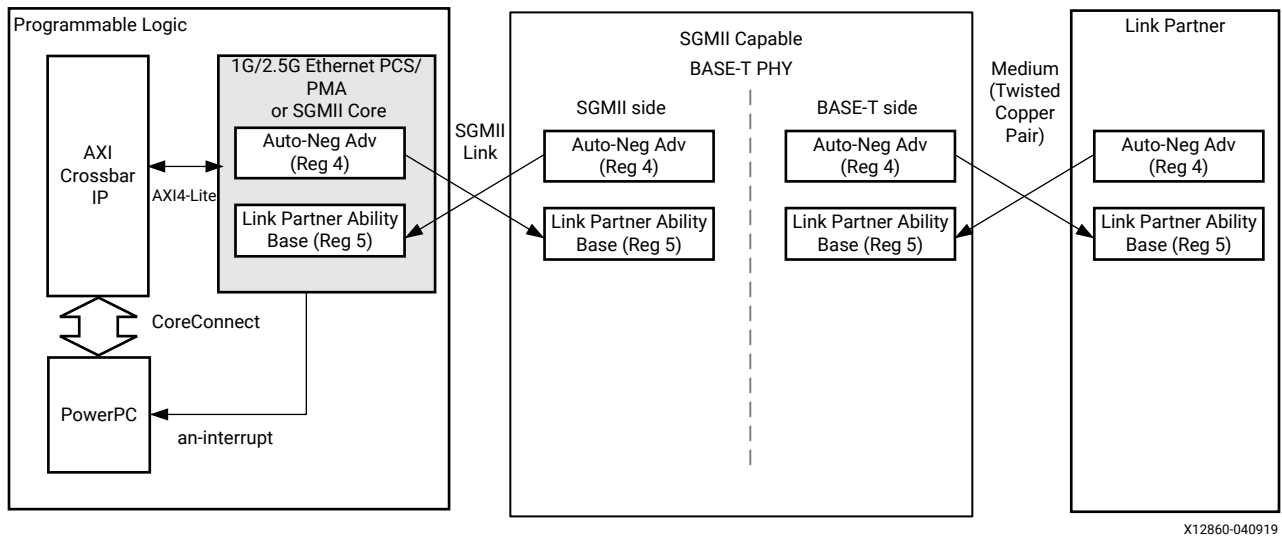 Programmable Logic
1G/2.5G Ethernet PCS/
PMA
or SGMII Core
Auto-Neg Adv
(Reg 4)
Link Partner Ability
Base (Reg 5)
AXI
Crossbar
IP
AXI4-Lite
CoreConnect
PowerPC
an-interrupt
SGMII
Link
SGMII Capable
BASE-T PHY
SGMII side
Auto-Neg Adv
(Reg 4)
Link Partner Ability
Base (Reg 5)
BASE-T side
Auto-Neg Adv
(Reg 4)
Link Partner Ability
Base (Reg 5)
Medium
(Twisted
Copper
Pair)
Link Partner
Auto-Neg Adv
(Reg 4)
Link Partner Ability
Base (Reg 5)
X12860-040919